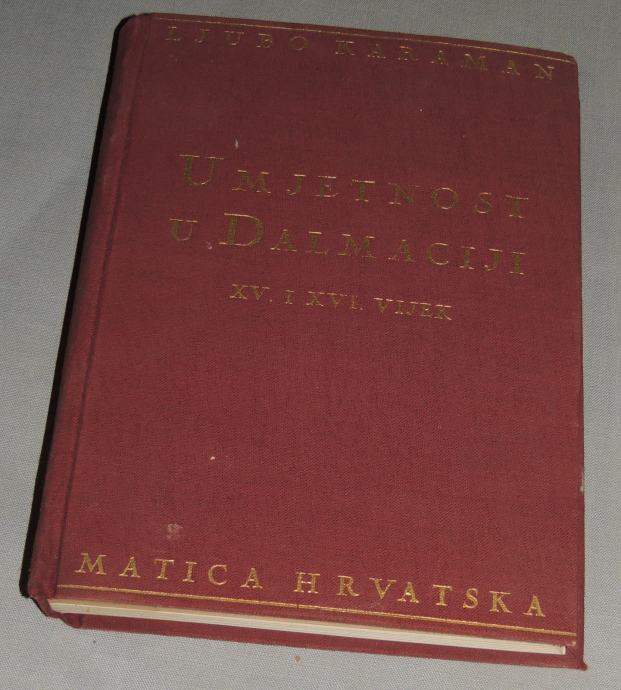 LJUBO KARAMAN
UMJETNOST
U DALMACIJI
XV. I XVI. VIJEK
MATICA HRVATSKA